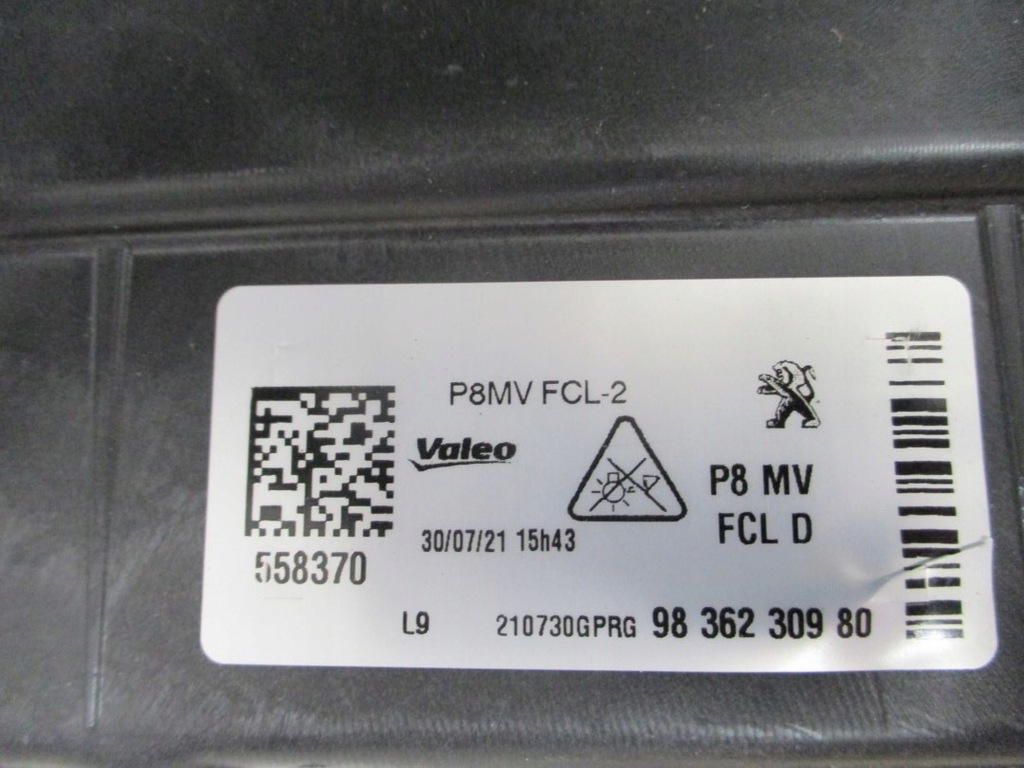 P8MV FCL-2
Valeo
P8 MV
FCL D
30/07/21 15h43
558370
L9 210730GPRG 98 362 309 80